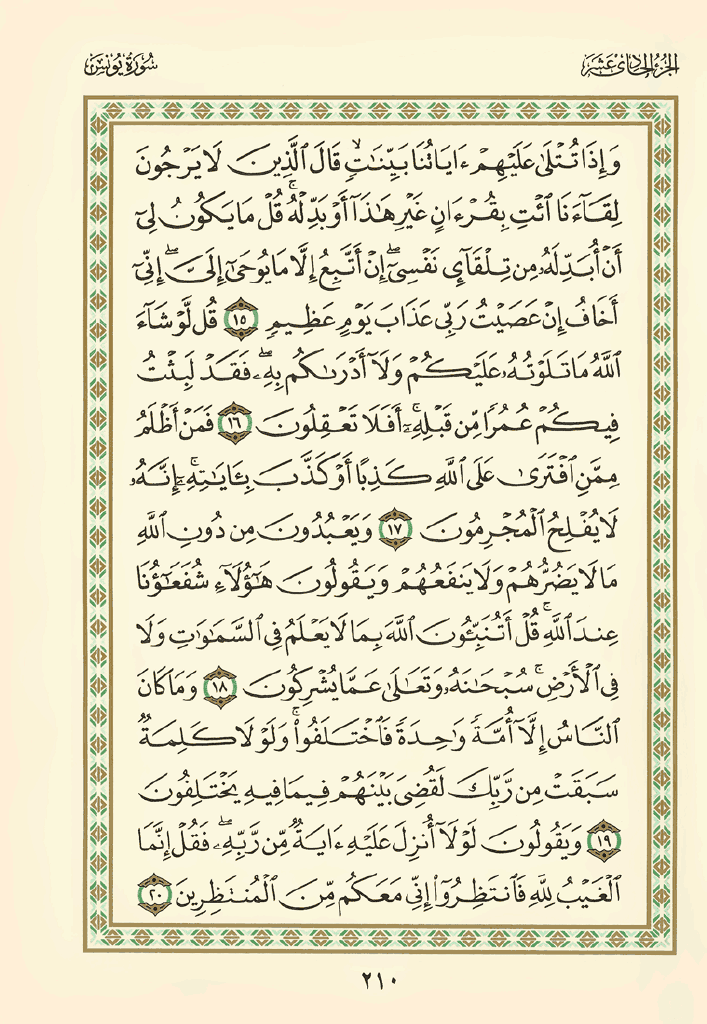 الجزء الحادي عشر
سورة يونس
وَإِذَا تُتْلَىٰ عَلَيْهِمْ ءَايَاتُنَا بَيِّنَٰتٖ قَالَ ٱلَّذِينَ لَا يَرْجُونَ
لِقَآءَنَا ٱئْتِ بِقُرْءَانٍ غَيْرِ هَٰذَآ أَوْ بَدِّلْهُۚ قُلْ مَا يَكُونُ لِيٓ
أَنْ أُبَدِّلَهُۥ مِن تِلْقَآيِٕ نَفْسِيٓۖ إِنْ أَتَّبِعُ إِلَّا مَا يُوحَىٰٓ إِلَيَّۖ إِنِّيٓ
أَخَافُ إِنْ عَصَيْتُ رَبِّي عَذَابَ يَوْمٍ عَظِيمٖ ١٥ قُل لَّوْ شَآءَ
ٱللَّهُ مَا تَلَوْتُهُۥ عَلَيْكُمْ وَلَآ أَدْرَىٰكُم بِهِۦۖ فَقَدْ لَبِثْتُ
فِيكُمْ عُمُرٗا مِّن قَبْلِهِۦٓۚ أَفَلَا تَعْقِلُونَ ١٦ فَمَنْ أَظْلَمُ
مِمَّنِ ٱفْتَرَىٰ عَلَى ٱللَّهِ كَذِبًا أَوْ كَذَّبَ بِـَٔايَٰتِهِۦٓۚ إِنَّهُۥ
لَا يُفْلِحُ ٱلْمُجْرِمُونَ ١٧ وَيَعْبُدُونَ مِن دُونِ ٱللَّهِ
مَا لَا يَضُرُّهُمْ وَلَا يَنفَعُهُمْ وَيَقُولُونَ هَٰٓؤُلَآءِ شُفَعَٰٓؤُنَا
عِندَ ٱللَّهِۚ قُلْ أَتُنَبِّـُٔونَ ٱللَّهَ بِمَا لَا يَعْلَمُ فِي ٱلسَّمَٰوَٰتِ وَلَا
فِي ٱلْأَرْضِۚ سُبْحَٰنَهُۥ وَتَعَٰلَىٰ عَمَّا يُشْرِكُونَ ١٨ وَمَا كَانَ
ٱلنَّاسُ إِلَّآ أُمَّةٗ وَٰحِدَةٗ فَٱخْتَلَفُواْۚ وَلَوْلَا كَلِمَةٞ
سَبَقَتْ مِن رَّبِّكَ لَقُضِيَ بَيْنَهُمْ فِيمَا فِيهِ يَخْتَلِفُونَ
١٩ وَيَقُولُونَ لَوْلَآ أُنزِلَ عَلَيْهِ ءَايَةٞ مِّن رَّبِّهِۦۖ فَقُلْ إِنَّمَا
ٱلْغَيْبُ لِلَّهِ فَٱنتَظِرُوٓاْ إِنِّي مَعَكُم مِّنَ ٱلْمُنتَظِرِينَ ٢٠
٢١٠